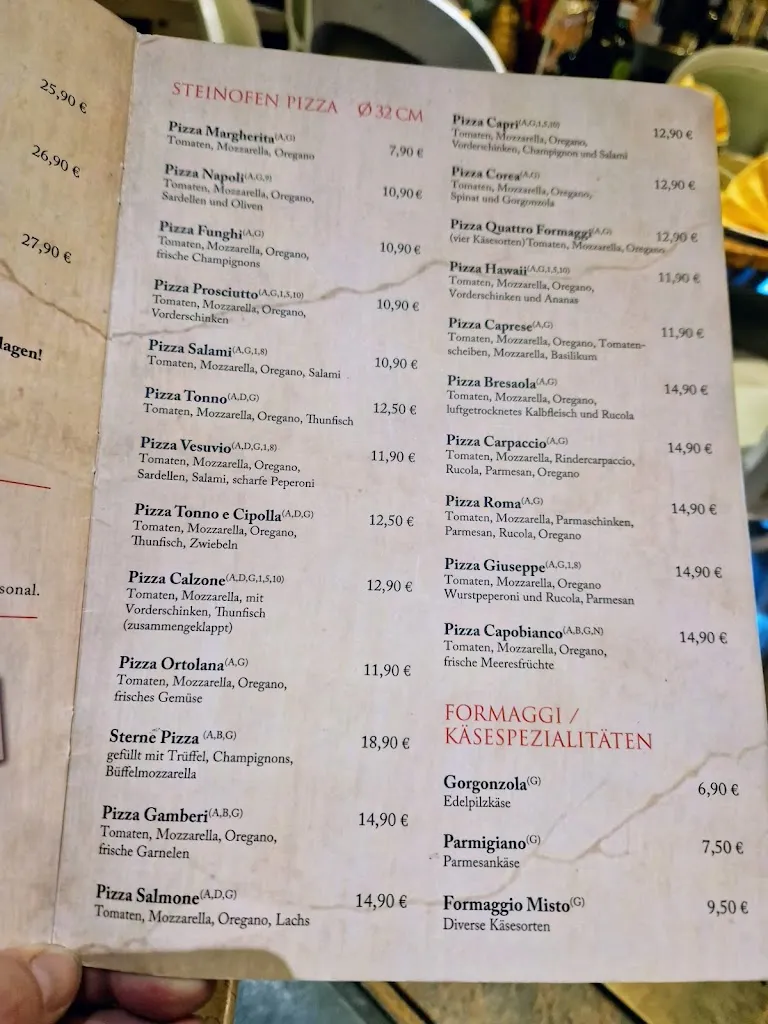 25,90 €
26,90 €
27,90 €
lagen!
sonal.
STEINOFEN PIZZA Ø 32 CM
Pizza Margherita(A,G)
Tomaten, Mozzarella, Oregano 7,90 €
Pizza Napoli(A,G,9)
Tomaten, Mozzarella, Oregano, 10,90 €
Sardellen und Oliven
Pizza Funghi(A,G)
Tomaten, Mozzarella, Oregano, 10,90 €
frische Champignons
Pizza Prosciutto(A,G,1,5,10)
Tomaten, Mozzarella, Oregano, 10,90 €
Vorderschinken
Pizza Salami(A,G,1,8)
Tomaten, Mozzarella, Oregano, Salami 10,90 €
Pizza Tonno(A,D,G)
Tomaten, Mozzarella, Oregano, Thunfisch 12,50 €
Pizza Vesuvio(A,D,G,1,8)
Tomaten, Mozzarella, Oregano, 11,90 €
Sardellen, Salami, scharfe Peperoni
Pizza Tonno e Cipolla(A,D,G)
Tomaten, Mozzarella, Oregano, 12,50 €
Thunfisch, Zwiebeln
Pizza Calzone(A,D,G,1,5,10) 12,90 €
Tomaten, Mozzarella, mit
Vorderschinken, Thunfisch
(zusammengeklappt)
Pizza Ortolana(A,G) 11,90 €
Tomaten, Mozzarella, Oregano,
frisches Gemüse
Sterne Pizza (A,B,G) 18,90 €
gefüllt mit Trüffel, Champignons,
Büffelmozzarella
Pizza Gamberi(A,B,G) 14,90 €
Tomaten, Mozzarella, Oregano,
frische Garnelen
Pizza Salmone(A,D,G) 14,90 €
Tomaten, Mozzarella, Oregano, Lachs
Pizza Capri(A,G,1,5,10) 12,90 €
Tomaten, Mozzarella, Oregano,
Vorderschinken, Champignon und Salami
Pizza Corea(A,G) 12,90 €
Tomaten, Mozzarella, Oregano,
Spinat und Gorgonzola
Pizza Quattro Formaggi(A,G) 12,90 €
(vier Käsesorten)Tomaten, Mozzarella, Oregano
Pizza Hawaii(A,G,1,5,10) 11,90 €
Tomaten, Mozzarella, Oregano,
Vorderschinken und Ananas
Pizza Caprese(A,G) 11,90 €
Tomaten, Mozzarella, Oregano, Tomaten-
scheiben, Mozzarella, Basilikum
Pizza Bresaola(A,G) 14,90 €
Tomaten, Mozzarella, Oregano,
luftgetrocknetes Kalbfleisch und Rucola
Pizza Carpaccio(A,G) 14,90 €
Tomaten, Mozzarella, Rindercarpaccio,
Rucola, Parmesan, Oregano
Pizza Roma(A,G) 14,90 €
Tomaten, Mozzarella, Parmaschinken,
Parmesan, Rucola, Oregano
Pizza Giuseppe(A,G,1,8) 14,90 €
Tomaten, Mozzarella, Oregano
Wurstpeperoni und Rucola, Parmesan
Pizza Capobianco(A,B,G,N) 14,90 €
Tomaten, Mozzarella, Oregano,
frische Meeresfrüchte
FORMAGGI /
KÄSESPEZIALITÄTEN
Gorgonzola(G) 6,90 €
Edelpilzkäse
Parmigiano(G) 7,50 €
Parmesankäse
Formaggio Misto(G) 9,50 €
Diverse Käsesorten